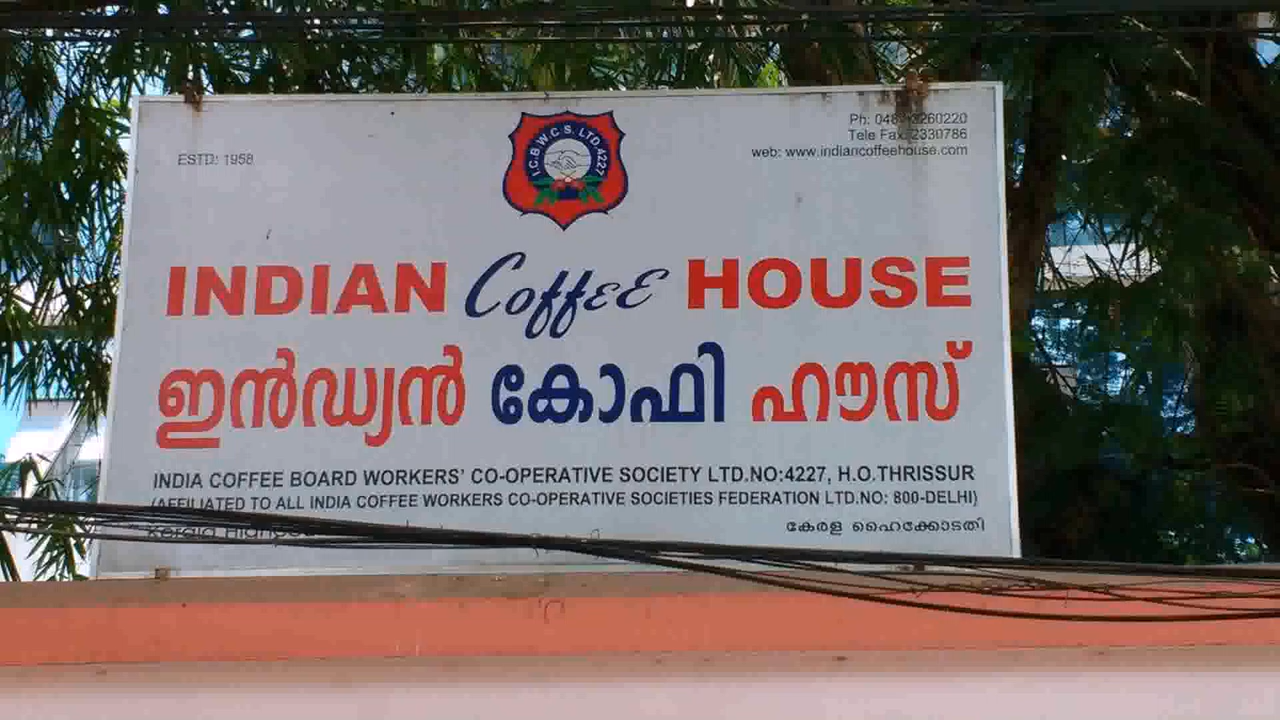 ESTD: 1958
I.C.B.W.C.S. LTD.4227
Tele Fax: 2330786
web: www.indiancoffeehouse.com
INDIAN Coffee HOUSE
ഇൻഡ്യൻ കോഫി ഹൗസ്
INDIA COFFEE BOARD WORKERS' CO-OPERATIVE SOCIETY LTD.NO:4227, H.O.THRISSUR
(AFFILIATED TO ALL INDIA COFFEE WORKERS CO-OPERATIVE SOCIETIES FEDERATION LTD.NO: 800-DELHI)
Kerala
കേരള ഹൈക്കോടതി